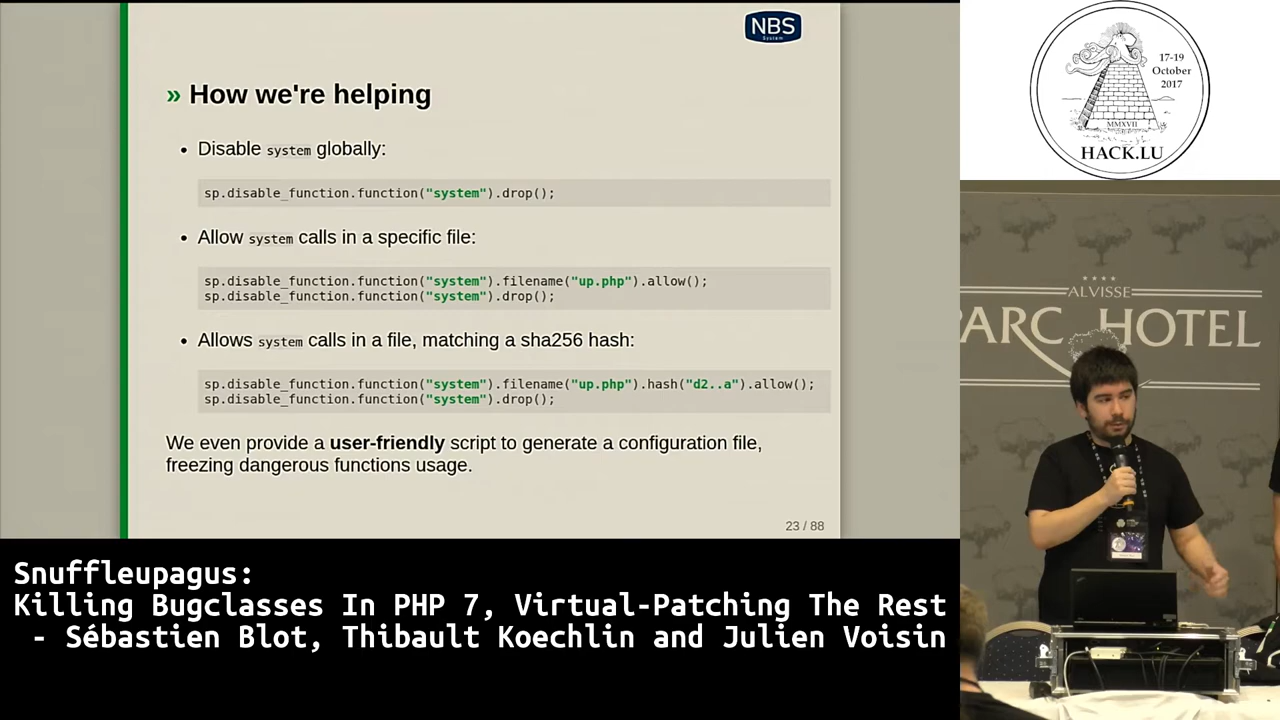 NBS
System
» How we're helping
• Disable system globally:
sp.disable_function.function("system").drop();
• Allow system calls in a specific file:
sp.disable_function.function("system").filename("up.php").allow();
sp.disable_function.function("system").drop();
• Allows system calls in a file, matching a sha256 hash:
sp.disable_function.function("system").filename("up.php").hash("d2..a").allow();
sp.disable_function.function("system").drop();
We even provide a user-friendly script to generate a configuration file,
freezing dangerous functions usage.
23 / 88
17-19
October
2017
MMXVII
HACK.LU
ALVISSE
PARC HOTEL
Snuffleupagus:
Killing Bugclasses In PHP 7, Virtual-Patching The Rest
- Sébastien Blot, Thibault Koechlin and Julien Voisin